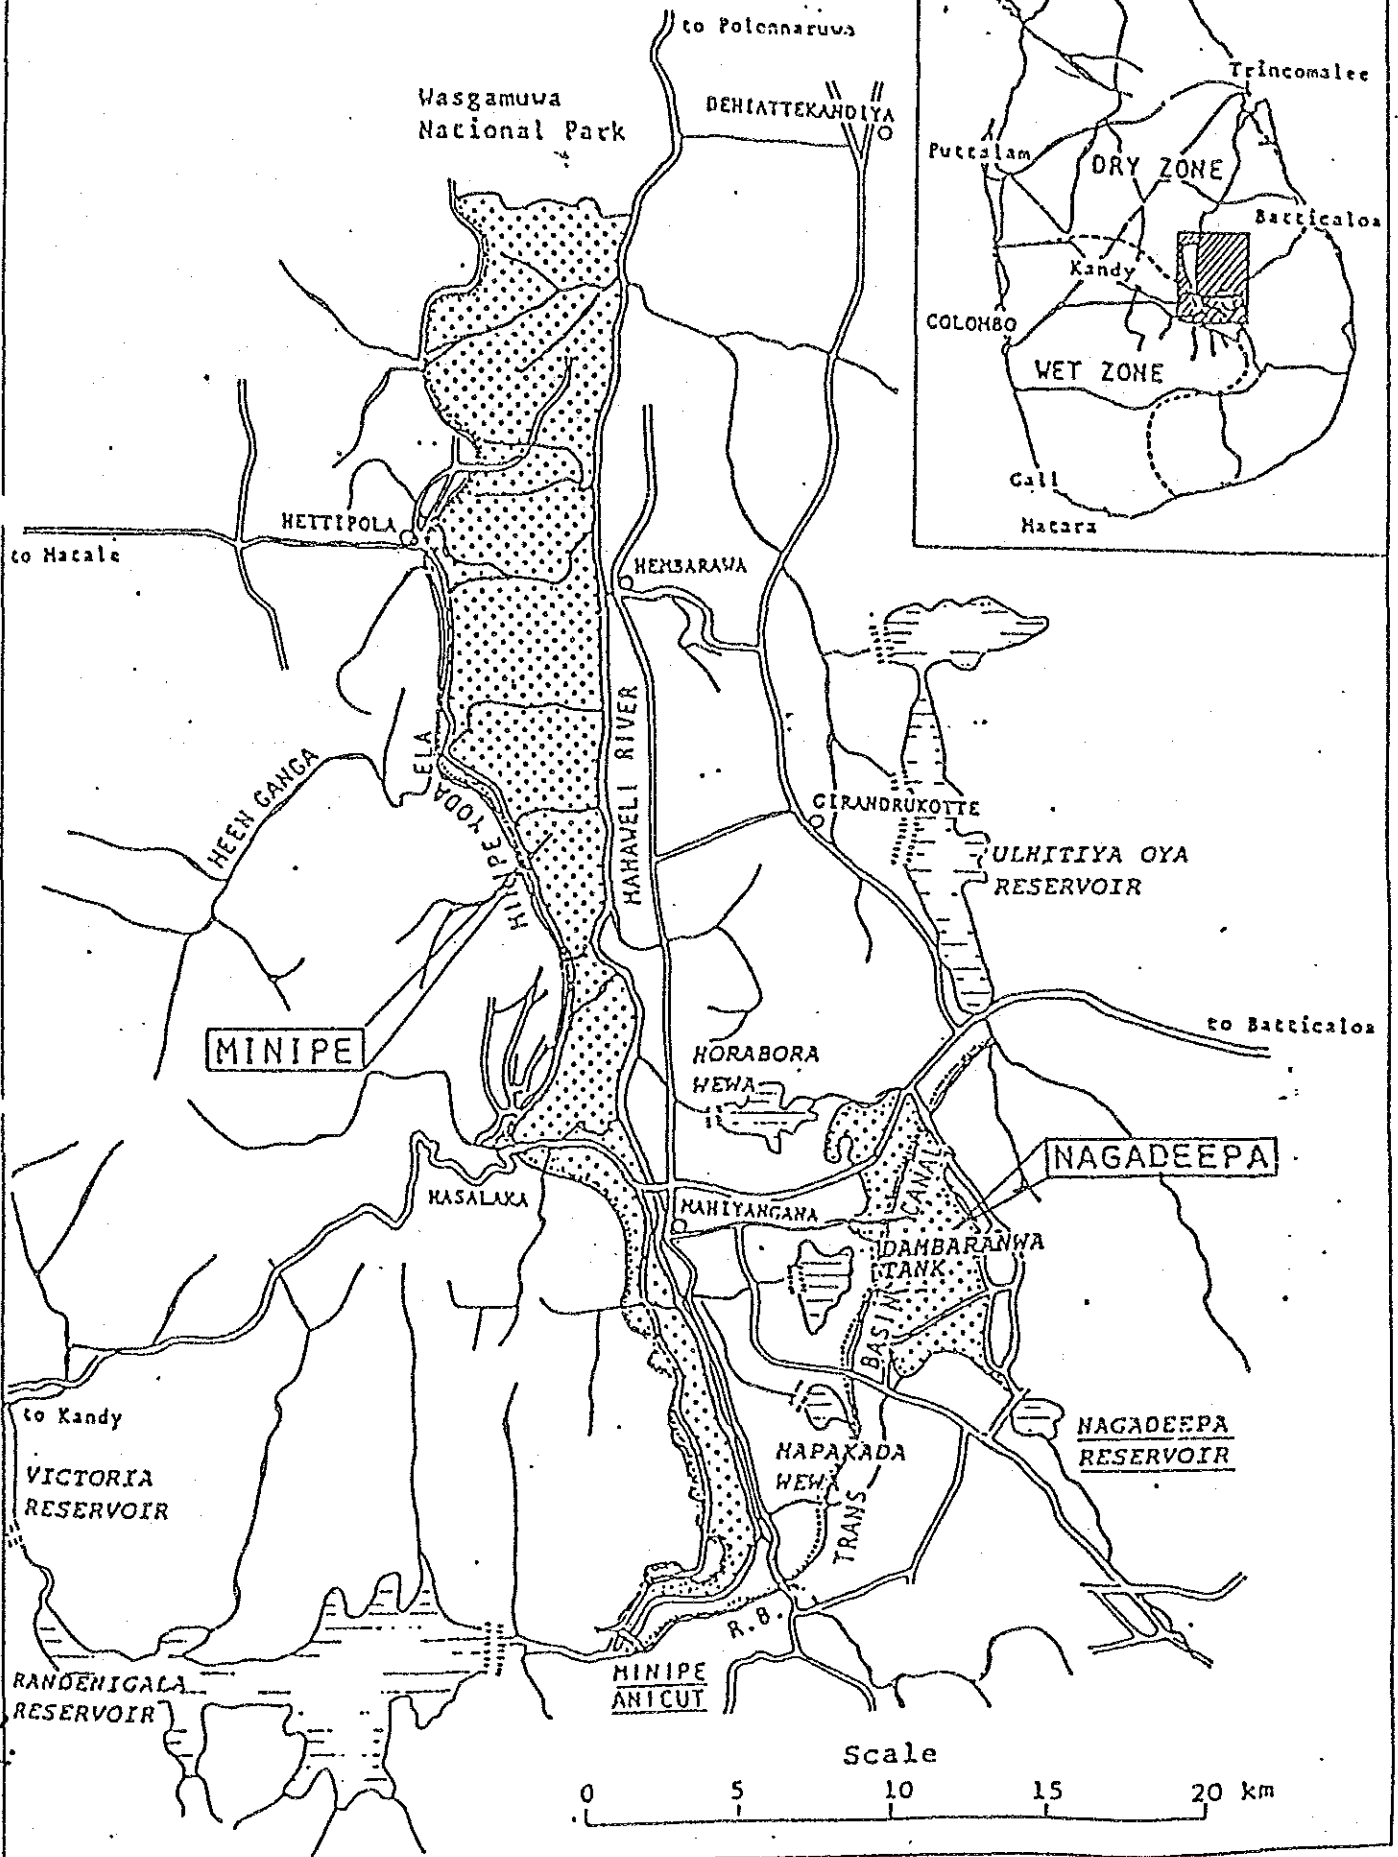 to Polonnaruwa
Wasgamuwa
National Park
DEHIATTEKANDIYA
Trincomalee
Puttalam
DRY ZONE
Batticaloa
Kandy
COLOMBO
WET ZONE
Gall
Matara
HETTIPOLA
to Matale
HEMBARAWA
MAHAWELI RIVER
HEEN GANGA
MINIPE YODA ELA
GIRANDRUKOTTE
ULHITIYA OYA
RESERVOIR
MINIPE
to Batticaloa
HORABORA
WEWA
NAGADEEPA
HASALAKA
MAHIYANGANA
DAMBARANWA
TANK
TRANS BASIN CANAL
to Kandy
VICTORIA
RESERVOIR
HAPAKADA
WEWA
NAGADEEPA
RESERVOIR
R.B.
RANDENIGALA
RESERVOIR
MINIPE
ANICUT
Scale
0 5 10 15 20 km